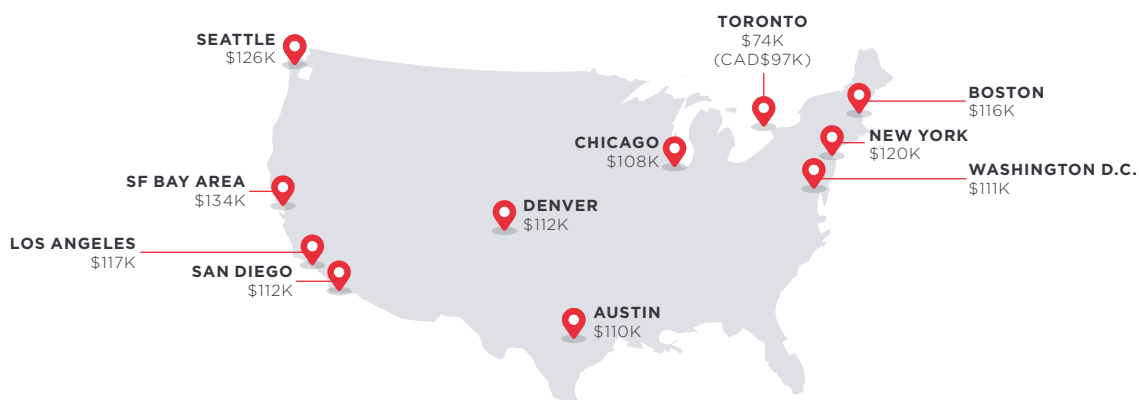 TORONTO
$74K
(CAD$97K)
SEATTLE
$126K
BOSTON
$116K
NEW YORK
$120K
CHICAGO
$108K
WASHINGTON D.C.
$111K
SF BAY AREA
$134K
DENVER
$112K
LOS ANGELES
$117K
SAN DIEGO
$112K
AUSTIN
$110K